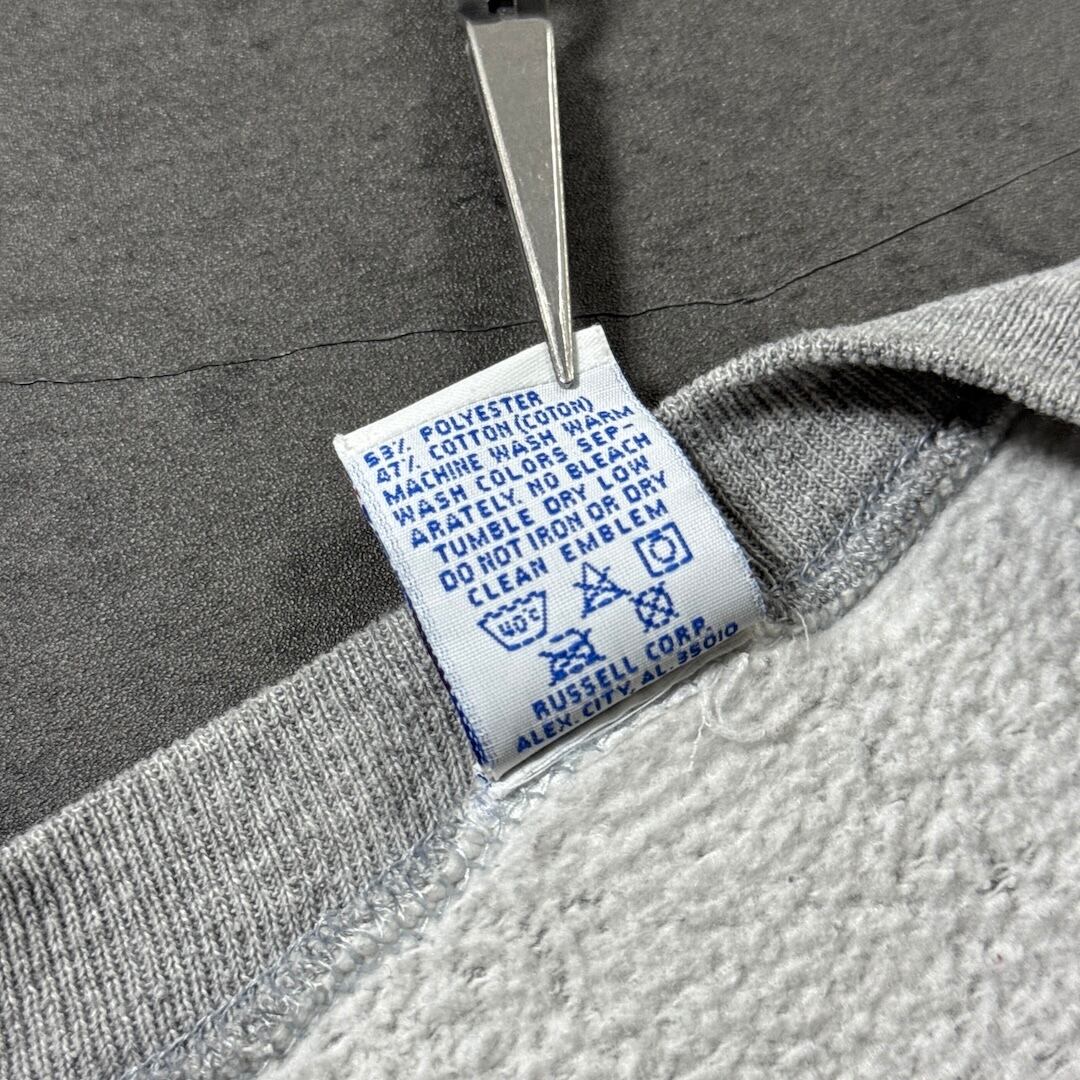 53% POLYESTER
47% COTTON (COTON)
MACHINE WASH WARM
WASH COLORS SEP-
ARATELY. NO BLEACH
TUMBLE DRY LOW
DO NOT IRON OR DRY
CLEAN EMBLEM
40°C
RUSSELL CORP.
ALEX. CITY, AL. 35010